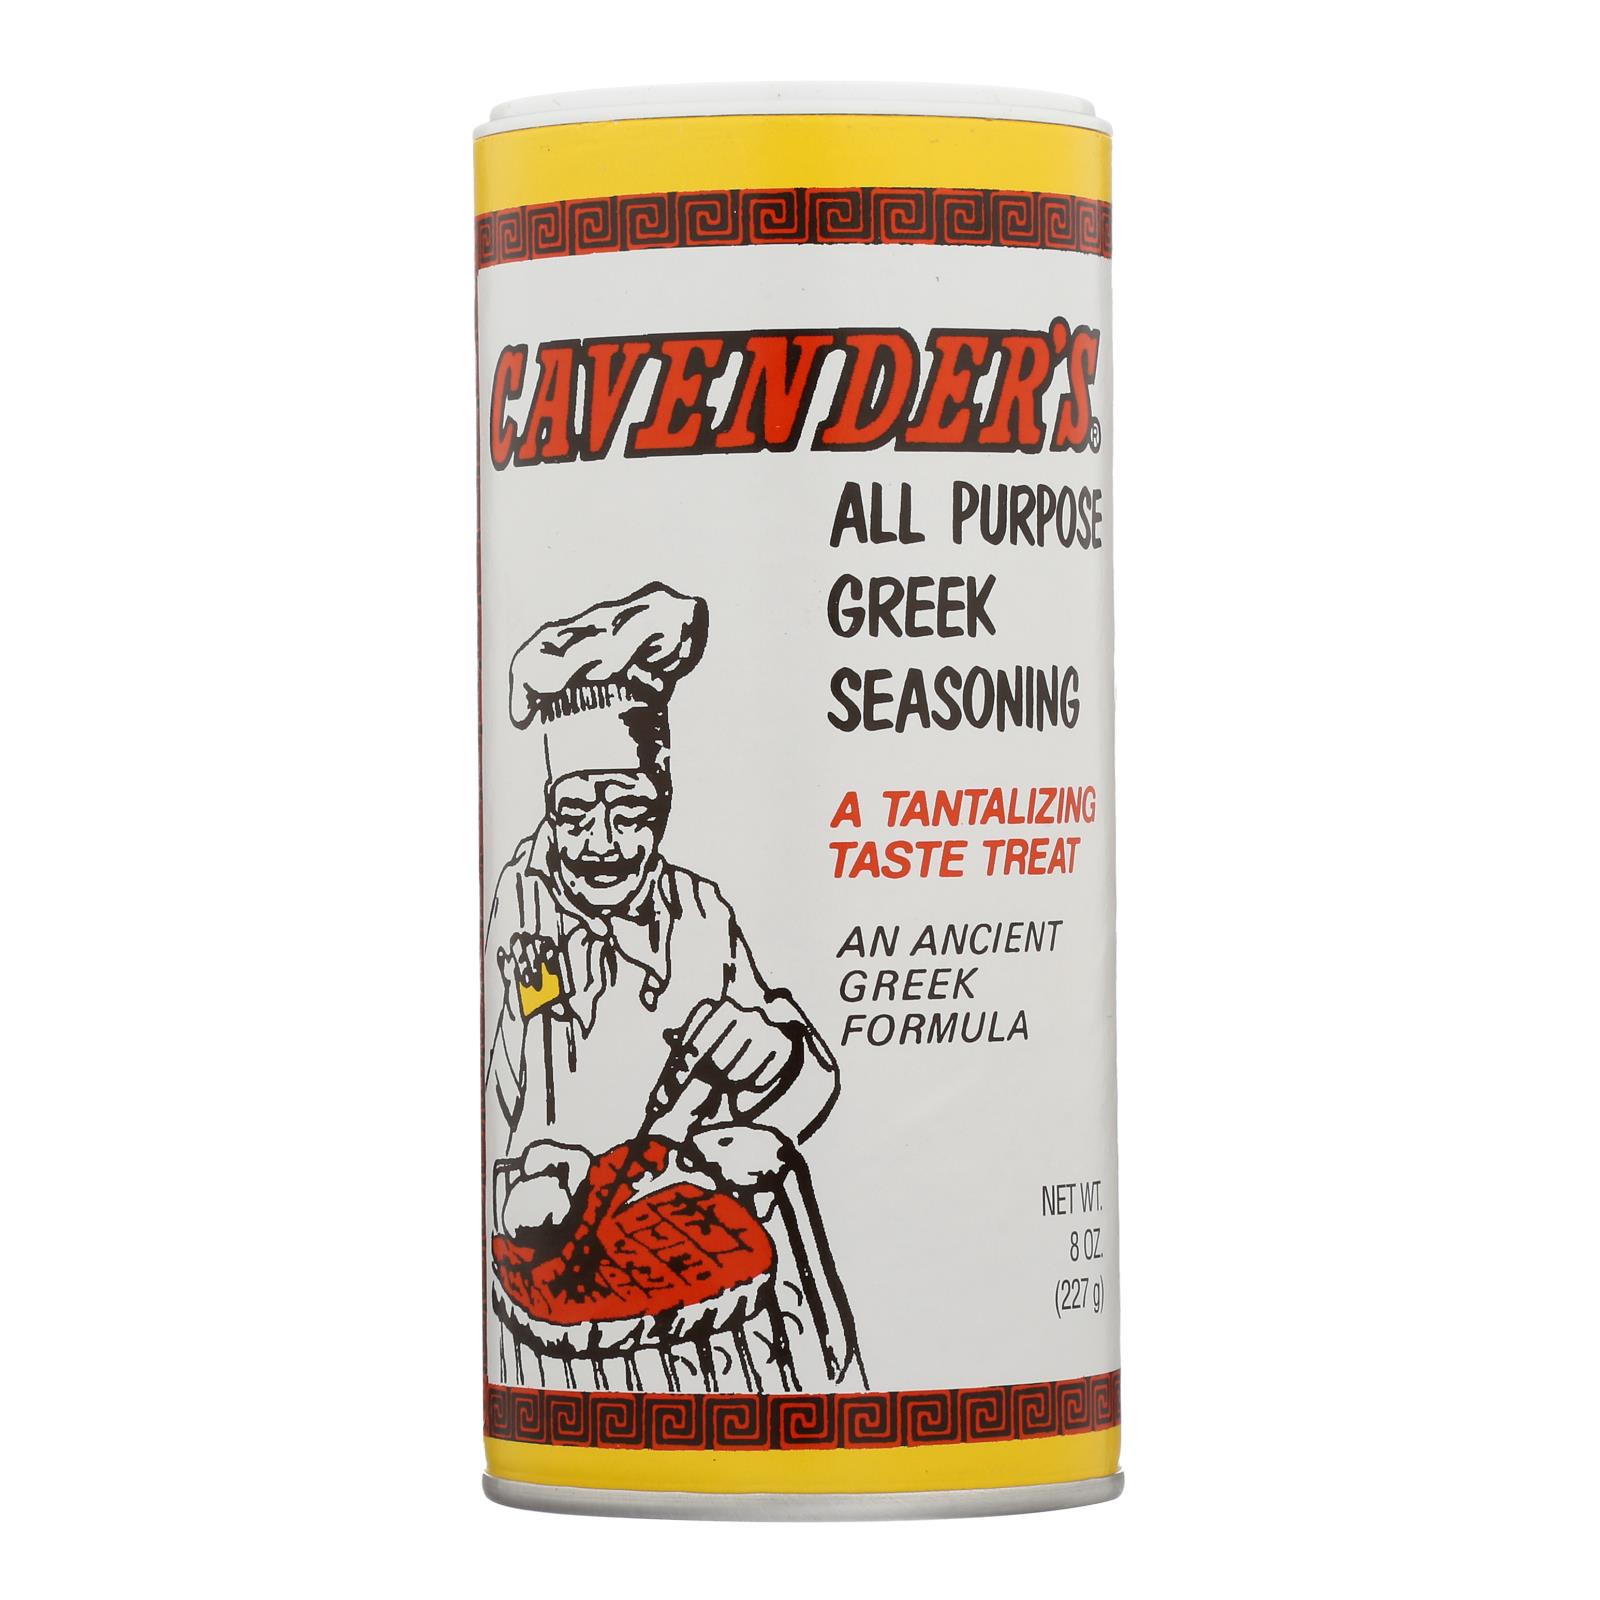 CAVENDER'S®
ALL PURPOSE
GREEK
SEASONING
A TANTALIZING
TASTE TREAT
AN ANCIENT
GREEK
FORMULA
NET WT.
8 OZ.
(227 g)